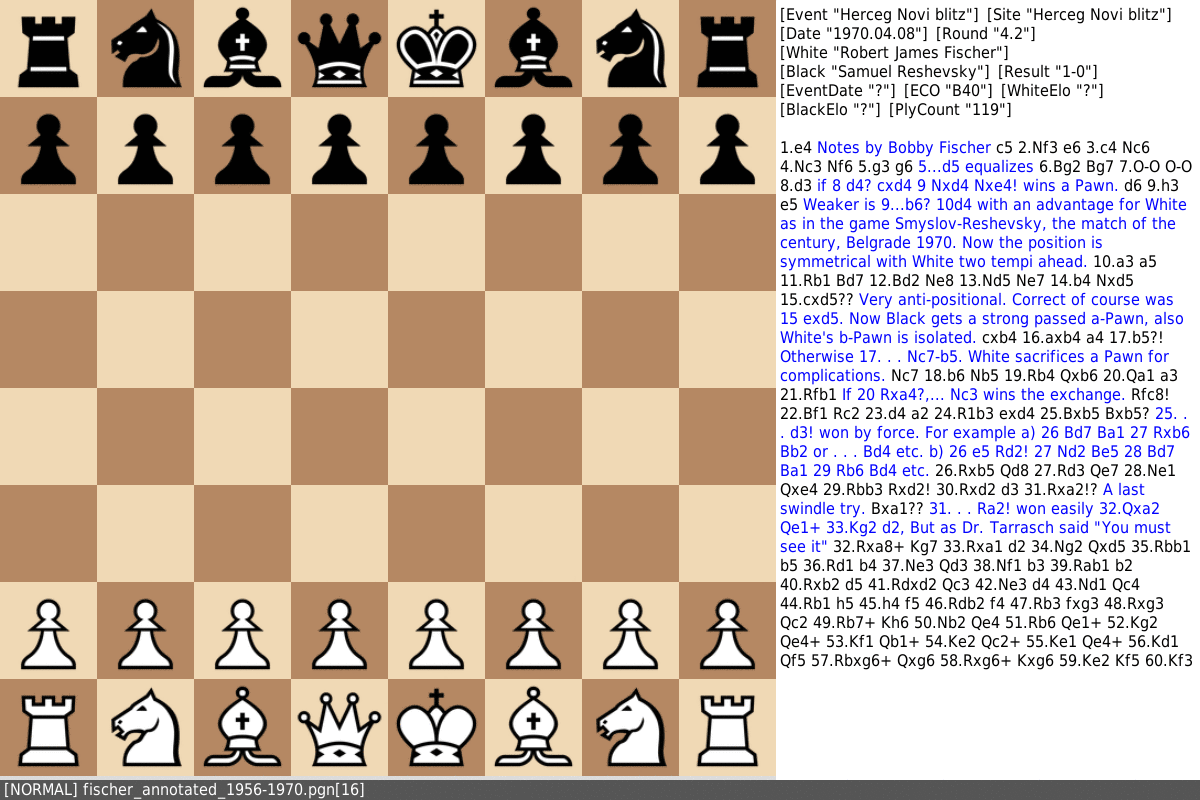 [Event "Herceg Novi blitz"] [Site "Herceg Novi blitz"]
[Date "1970.04.08"] [Round "4.2"]
[White "Robert James Fischer"]
[Black "Samuel Reshevsky"] [Result "1-0"]
[EventDate "?"] [ECO "B40"] [WhiteElo "?"]
[BlackElo "?"] [PlyCount "119"]
1.e4 Notes by Bobby Fischer c5 2.Nf3 e6 3.c4 Nc6
4.Nc3 Nf6 5.g3 g6 5...d5 equalizes 6.Bg2 Bg7 7.O-O O-O
8.d3 if 8 d4? cxd4 9 Nxd4 Nxe4! wins a Pawn. d6 9.h3
e5 Weaker is 9...b6? 10d4 with an advantage for White
as in the game Smyslov-Reshevsky, the match of the
century, Belgrade 1970. Now the position is
symmetrical with White two tempi ahead. 10.a3 a5
11.Rb1 Bd7 12.Bd2 Ne8 13.Nd5 Ne7 14.b4 Nxd5
15.cxd5?? Very anti-positional. Correct of course was
15 exd5. Now Black gets a strong passed a-Pawn, also
White's b-Pawn is isolated. cxb4 16.axb4 a4 17.b5?!
Otherwise 17. . . Nc7-b5. White sacrifices a Pawn for
complications. Nc7 18.b6 Nb5 19.Rb4 Qxb6 20.Qa1 a3
21.Rfb1 If 20 Rxa4?,... Nc3 wins the exchange. Rfc8!
22.Bf1 Rc2 23.d4 a2 24.R1b3 exd4 25.Bxb5 Bxb5? 25. .
. d3! won by force. For example a) 26 Bd7 Ba1 27 Rxb6
Bb2 or . . . Bd4 etc. b) 26 e5 Rd2! 27 Nd2 Be5 28 Bd7
Ba1 29 Rb6 Bd4 etc. 26.Rxb5 Qd8 27.Rd3 Qe7 28.Ne1
Qxe4 29.Rbb3 Rxd2! 30.Rxd2 d3 31.Rxa2!? A last
swindle try. Bxa1?? 31. . . Ra2! won easily 32.Qxa2
Qe1+ 33.Kg2 d2, But as Dr. Tarrasch said "You must
see it" 32.Rxa8+ Kg7 33.Rxa1 d2 34.Ng2 Qxd5 35.Rbb1
b5 36.Rd1 b4 37.Ne3 Qd3 38.Nf1 b3 39.Rab1 b2
40.Rxb2 d5 41.Rdxd2 Qc3 42.Ne3 d4 43.Nd1 Qc4
44.Rb1 h5 45.h4 f5 46.Rdb2 f4 47.Rb3 fxg3 48.Rxg3
Qc2 49.Rb7+ Kh6 50.Nb2 Qe4 51.Rb6 Qe1+ 52.Kg2
Qe4+ 53.Kf1 Qb1+ 54.Ke2 Qc2+ 55.Ke1 Qe4+ 56.Kd1
Qf5 57.Rbxg6+ Qxg6 58.Rxg6+ Kxg6 59.Ke2 Kf5 60.Kf3
[NORMAL] fischer_annotated_1956-1970.pgn[16]